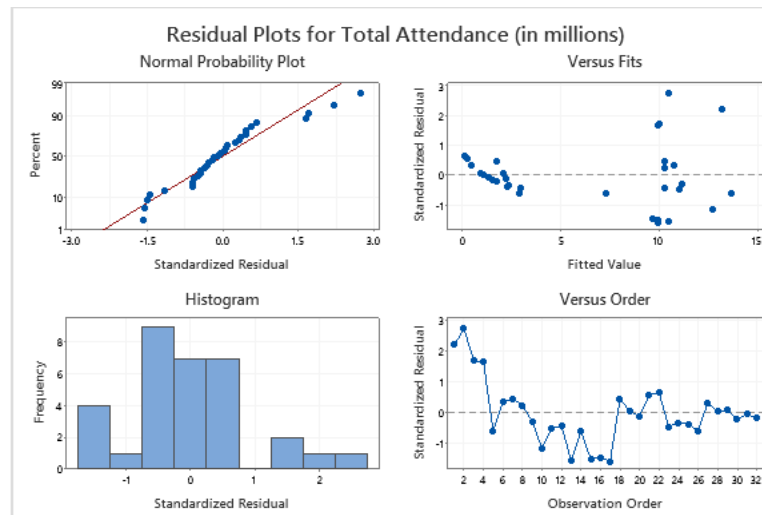 Residual Plots for Total Attendance (in millions)
Normal Probability Plot
99
90
50
10
1
Percent
-3.0 -1.5 0.0 1.5 3.0
Standardized Residual
Versus Fits
3
2
1
0
-1
Standardized Residual
0 5 10 15
Fitted Value
Histogram
8
6
4
2
0
Frequency
-1 0 1 2
Standardized Residual
Versus Order
3
2
1
0
-1
Standardized Residual
2 4 6 8 10 12 14 16 18 20 22 24 26 28 30 32
Observation Order